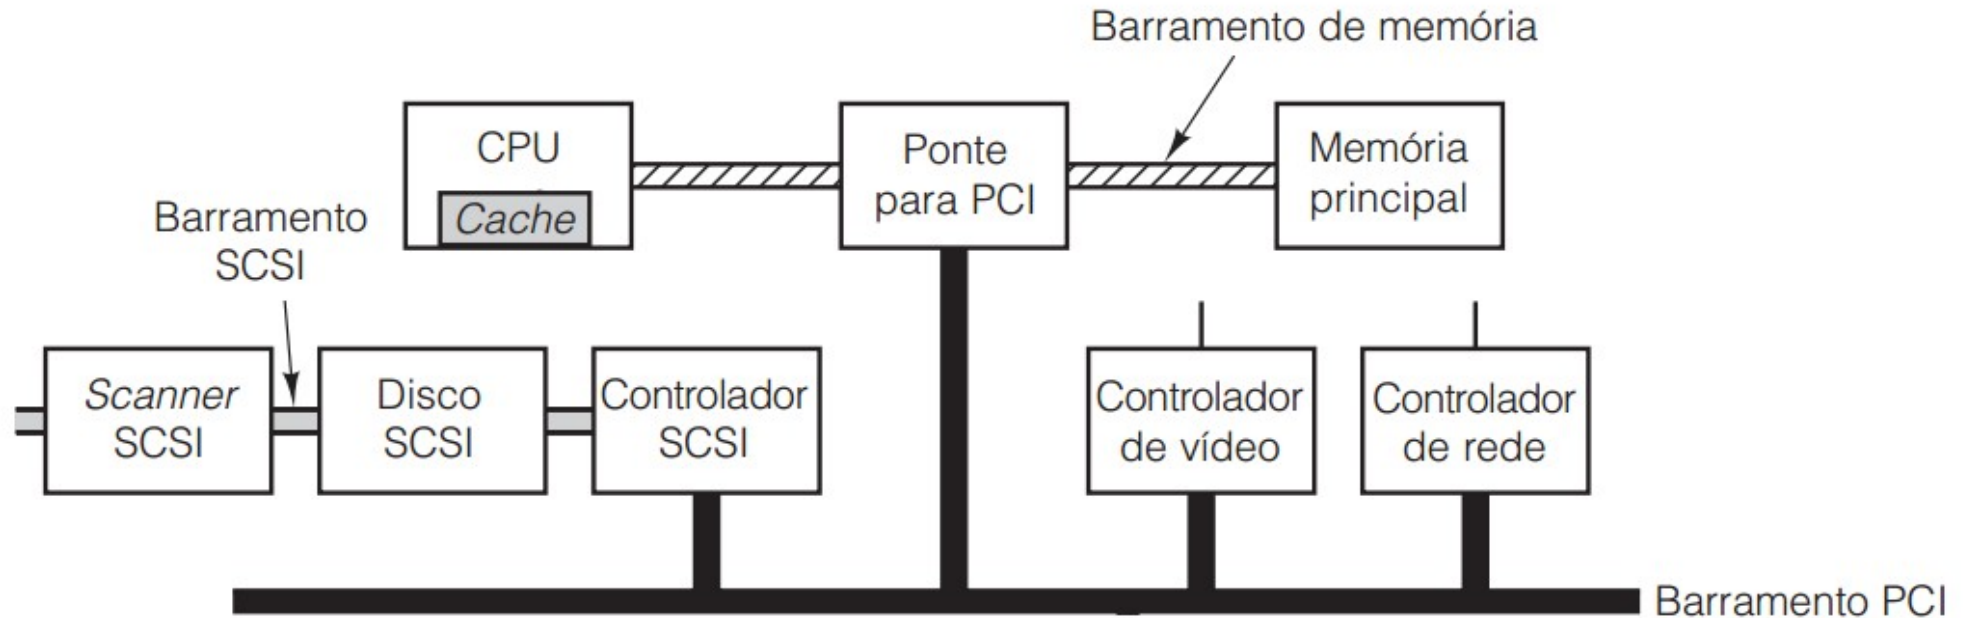 Barramento de memória
CPU
Cache
Ponte
para PCI
Memória
principal
Barramento
SCSI
Scanner
SCSI
Disco
SCSI
Controlador
SCSI
Controlador
de vídeo
Controlador
de rede
Barramento PCI